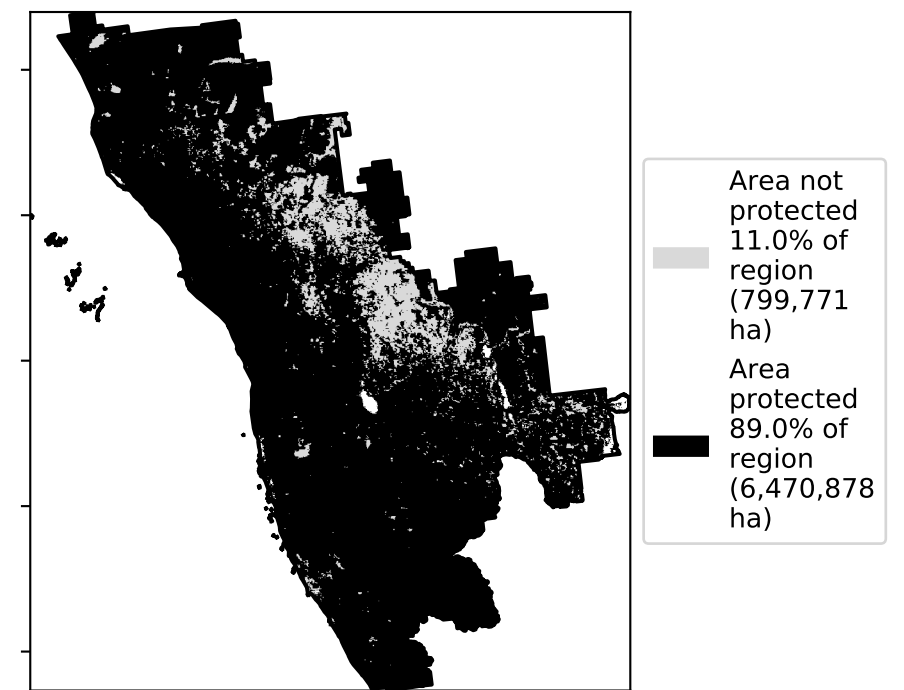 Area not
protected
11.0% of
region
(799,771
ha)
Area
protected
89.0% of
region
(6,470,878
ha)